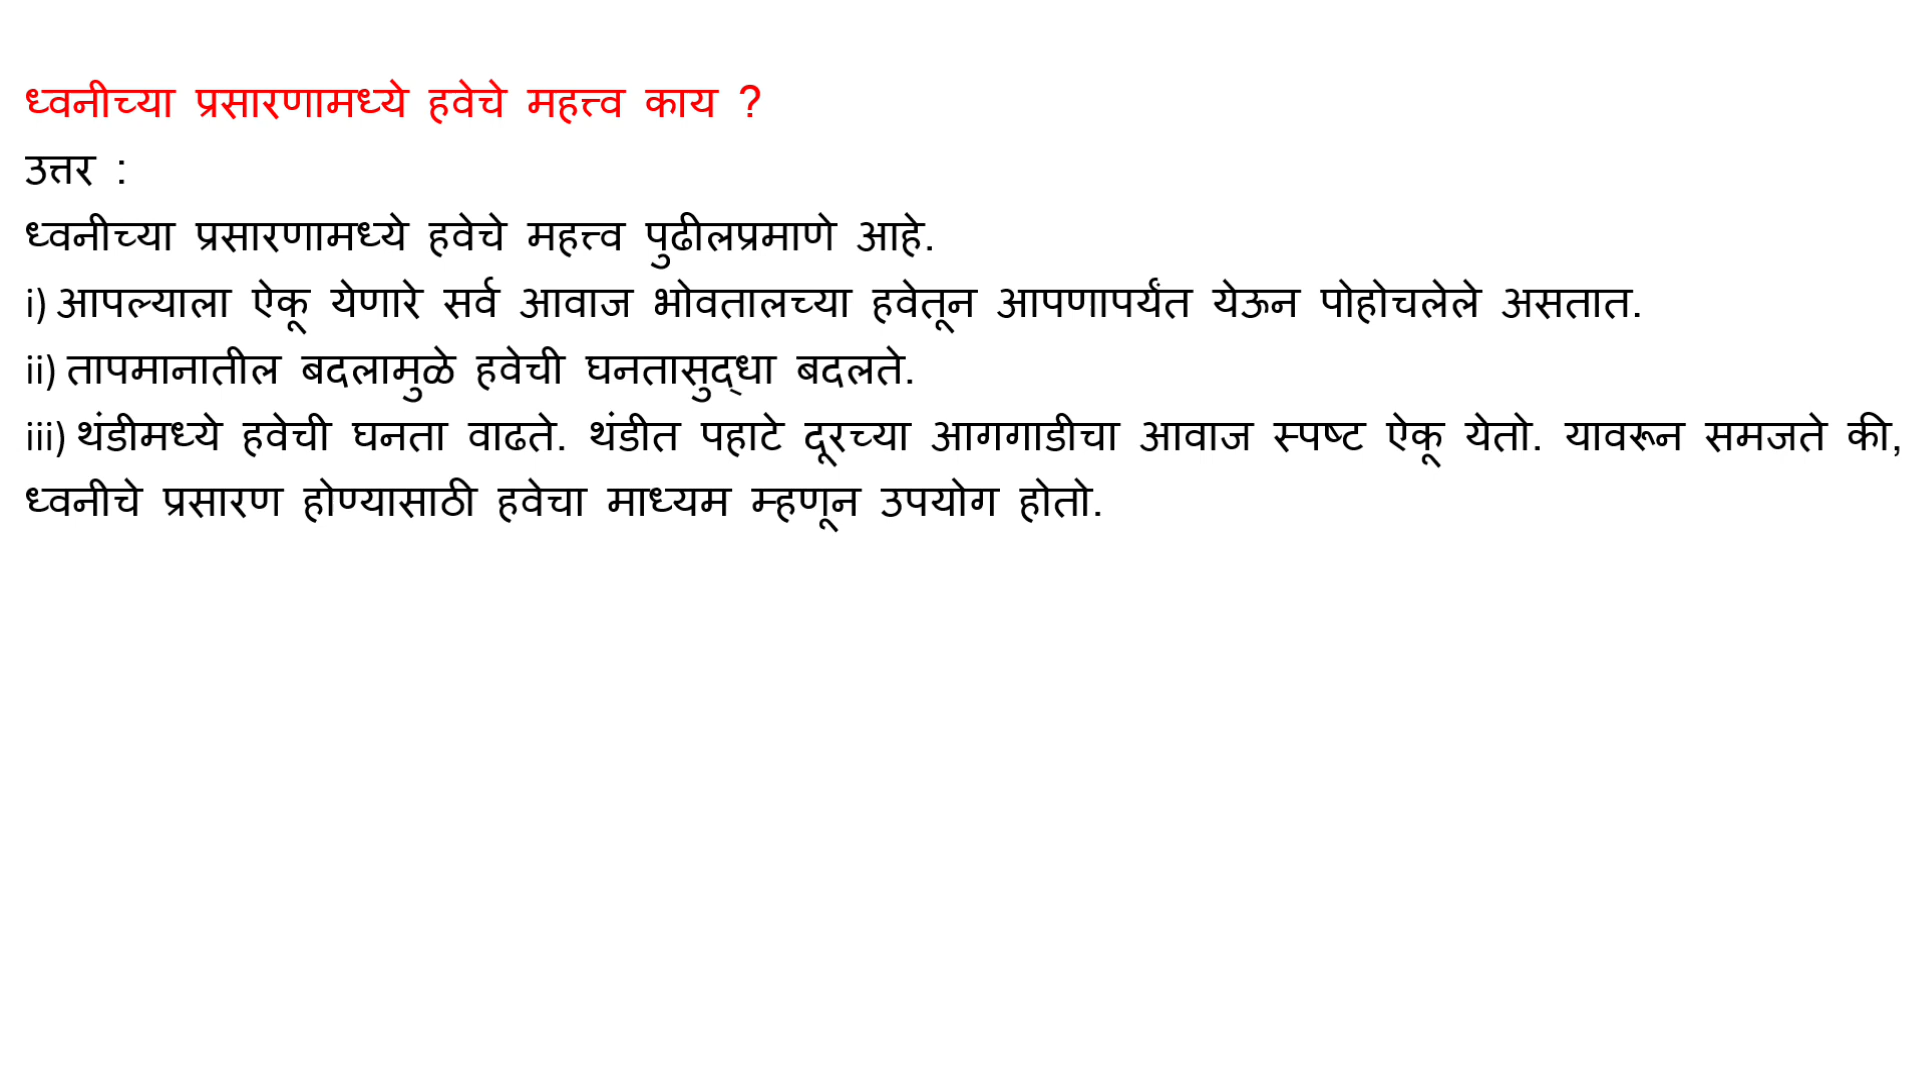 ध्वनीच्या प्रसारणामध्ये हवेचे महत्त्व काय ?
उत्तर :
ध्वनीच्या प्रसारणामध्ये हवेचे महत्त्व पुढीलप्रमाणे आहे.
i) आपल्याला ऐकू येणारे सर्व आवाज भोवतालच्या हवेतून आपणापर्यंत येऊन पोहोचलेले असतात.
ii) तापमानातील बदलामुळे हवेची घनतासुद्‌धा बदलते.
iii) थंडीमध्ये हवेची घनता वाढते. थंडीत पहाटे दूरच्या आगगाडीचा आवाज स्पष्ट ऐकू येतो. यावरून समजते की,
ध्वनीचे प्रसारण होण्यासाठी हवेचा माध्यम म्हणून उपयोग होतो.